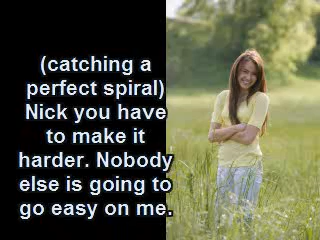 (catching a
perfect spiral)
Nick you have
to make it
harder. Nobody
else is going to
go easy on me.